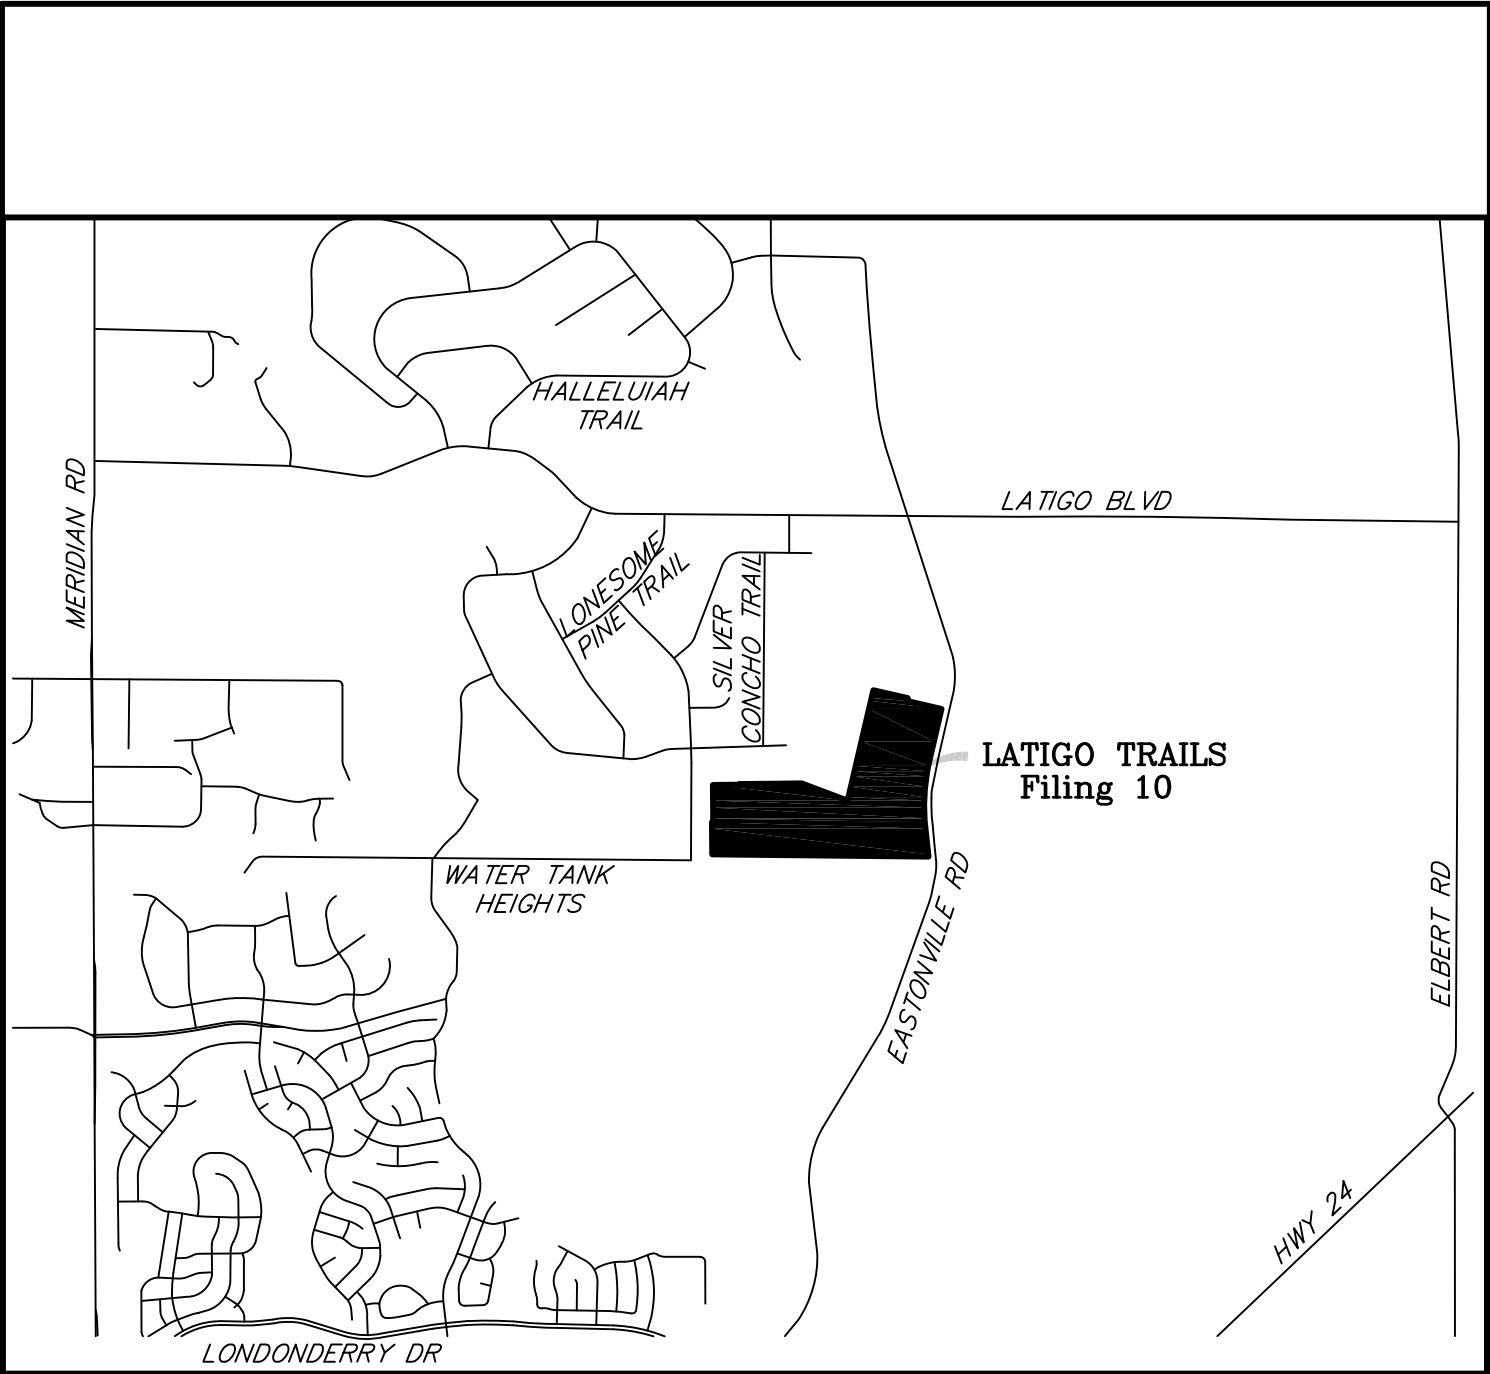 HALLELUIAH
TRAIL
MERIDIAN RD
LATIGO BLVD
LONESOME
PINE TRAIL
SILVER
CONCHO TRAIL
LATIGO TRAILS
Filing 10
WATER TANK
HEIGHTS
EASTONVILLE RD
ELBERT RD
HWY 24
LONDONDERRY DR